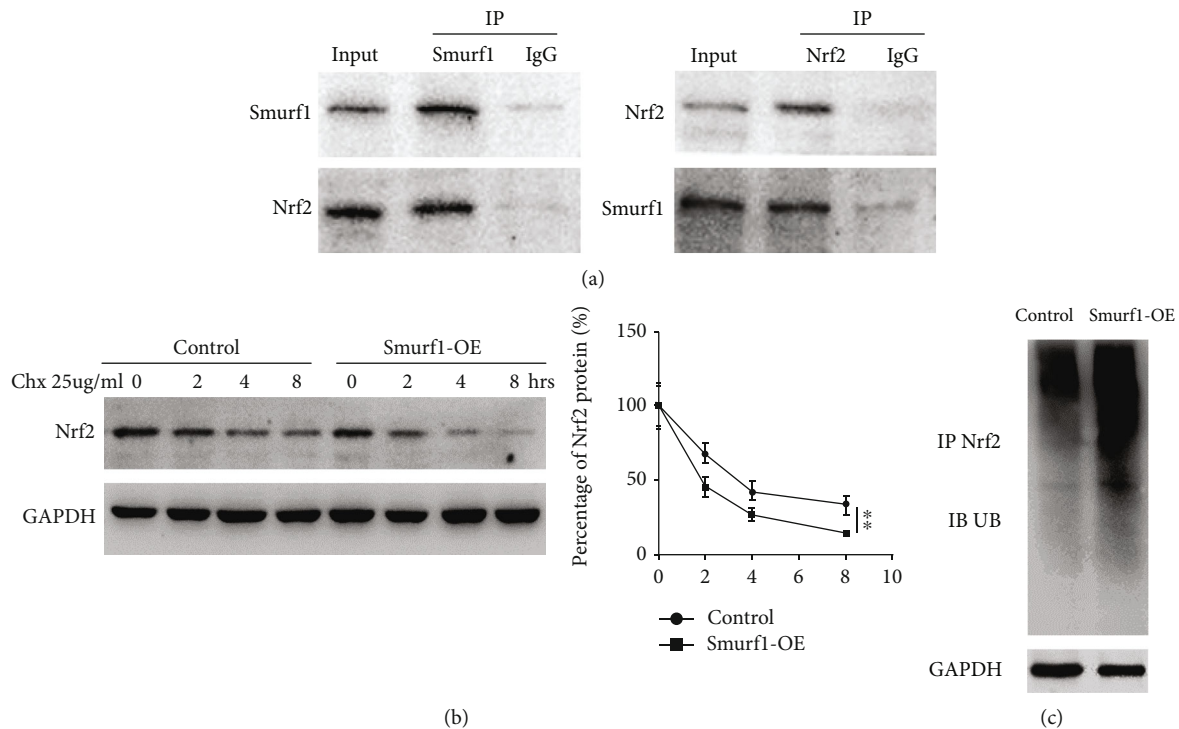 IP
Input Smurf1 IgG
Smurf1
Nrf2
IP
Input Nrf2 IgG
Nrf2
Smurf1
(a)
Control Smurf1-OE
Chx 25ug/ml 0 2 4 8 0 2 4 8 hrs
Nrf2
GAPDH
Percentage of Nrf2 protein (%)
150
100
50
0
0 2 4 6 8 10
**
Control
Smurf1-OE
(b)
Control Smurf1-OE
IP Nrf2
IB UB
GAPDH
(c)